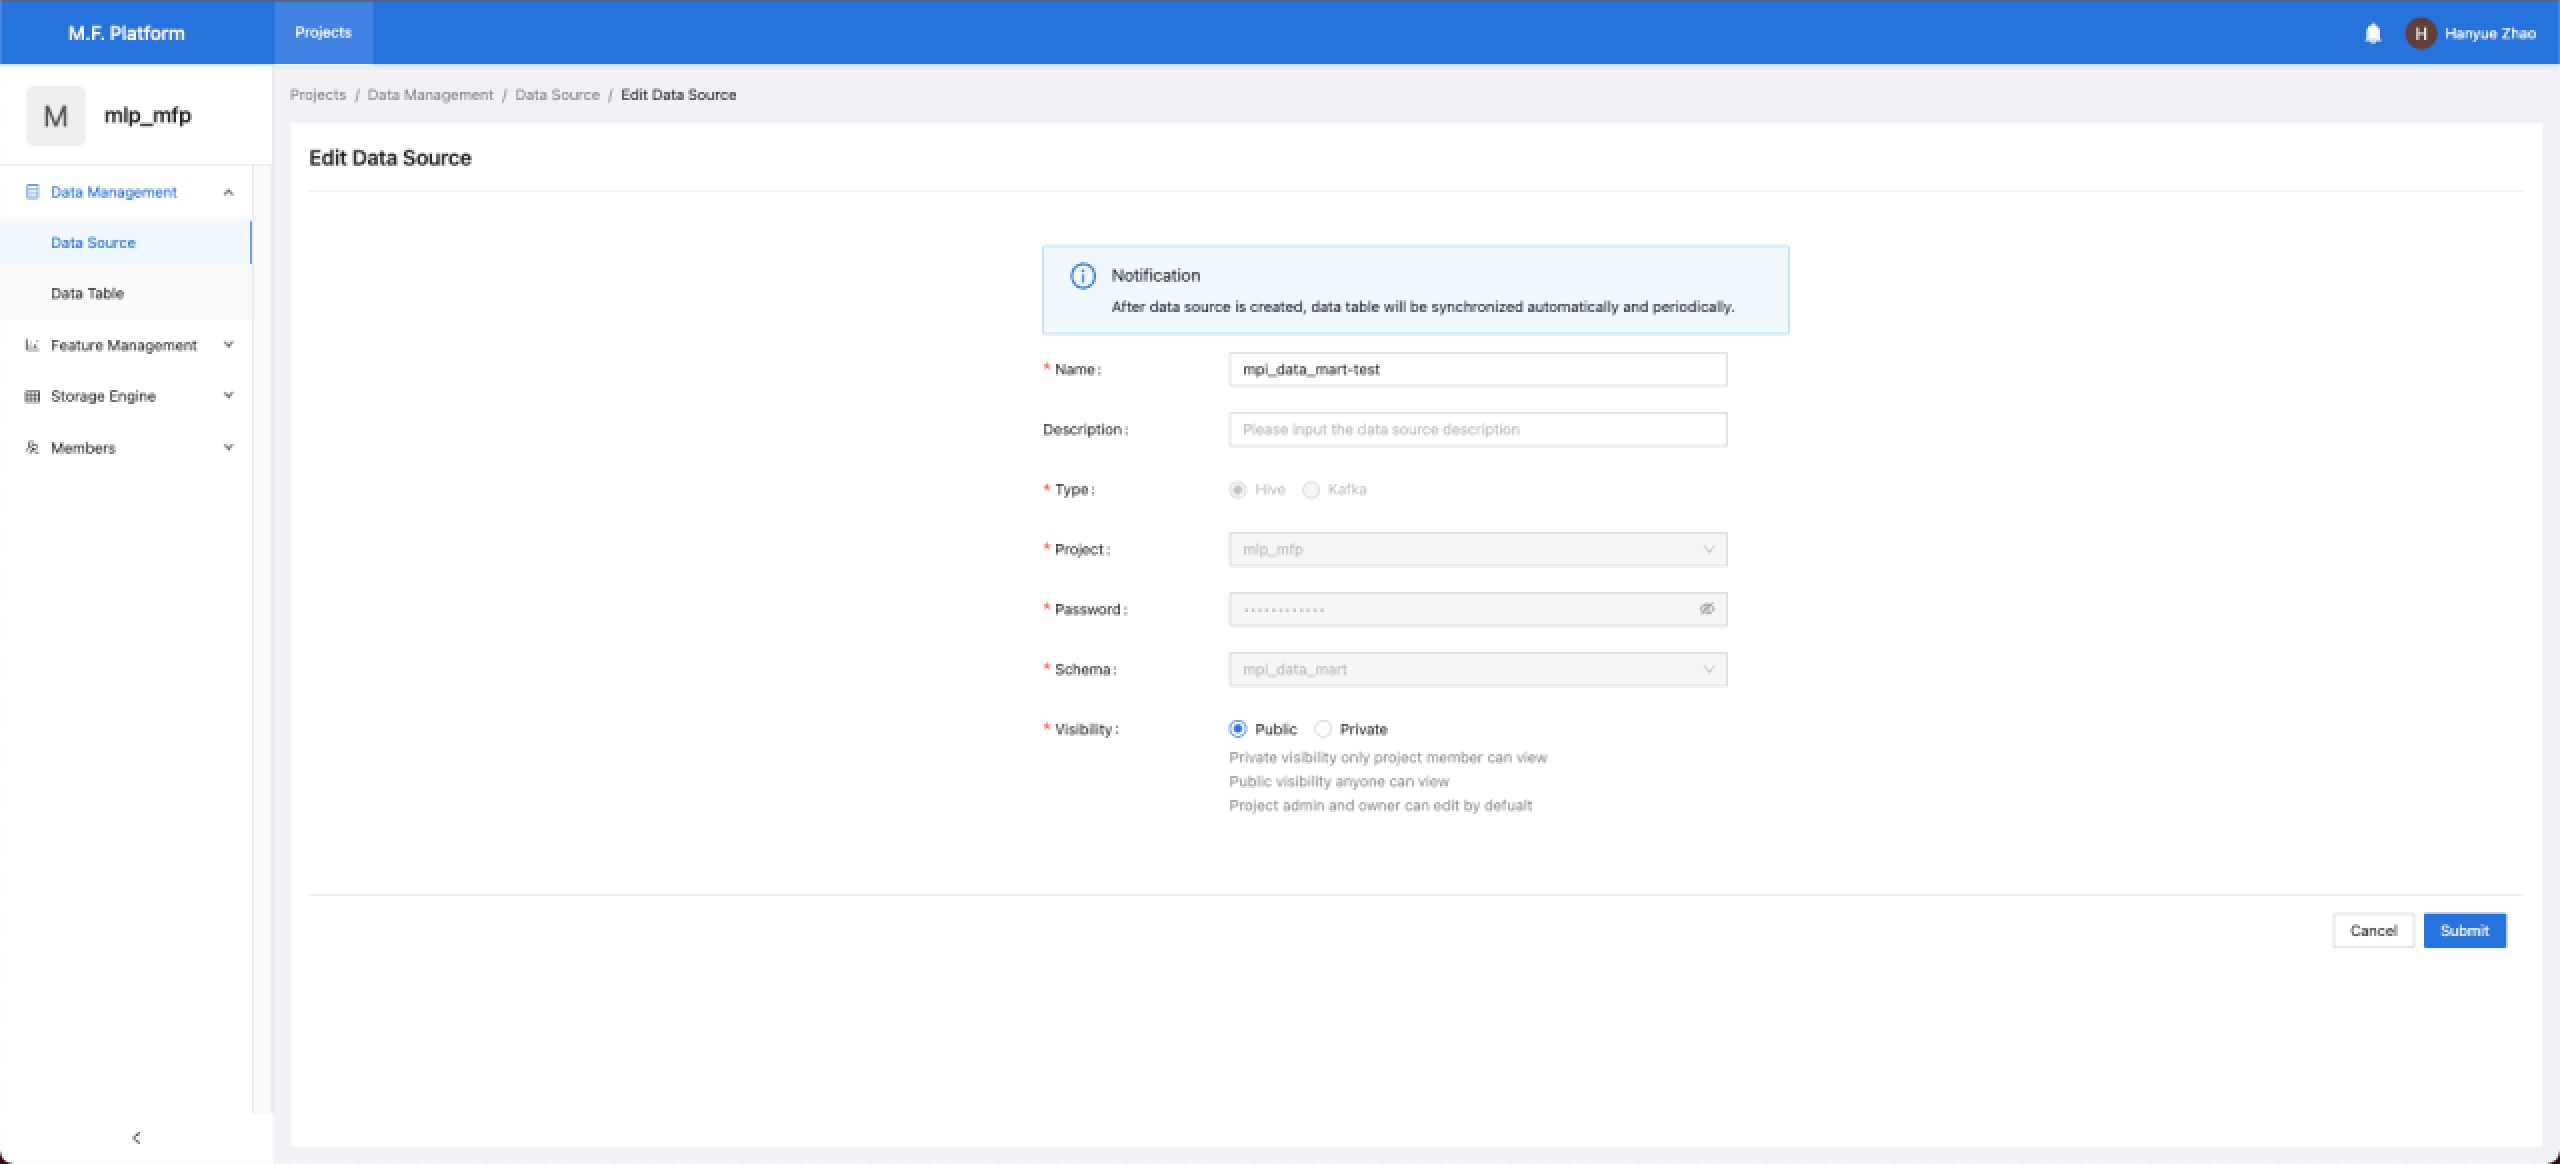 M.F. Platform
Projects
H
Hanyue Zhao
M
mlp_mfp
Projects / Data Management / Data Source / Edit Data Source
Data Management
Data Source
Data Table
Feature Management
Storage Engine
Members
Edit Data Source
Notification
After data source is created, data table will be synchronized automatically and periodically.
* Name: mpi_data_mart-test
Description: Please input the data source description
* Type: Hive Kafka
* Project: mlp_mfp
* Password: ············
* Schema: mpi_data_mart
* Visibility: Public Private
Private visibility only project member can view
Public visibility anyone can view
Project admin and owner can edit by defualt
Cancel Submit